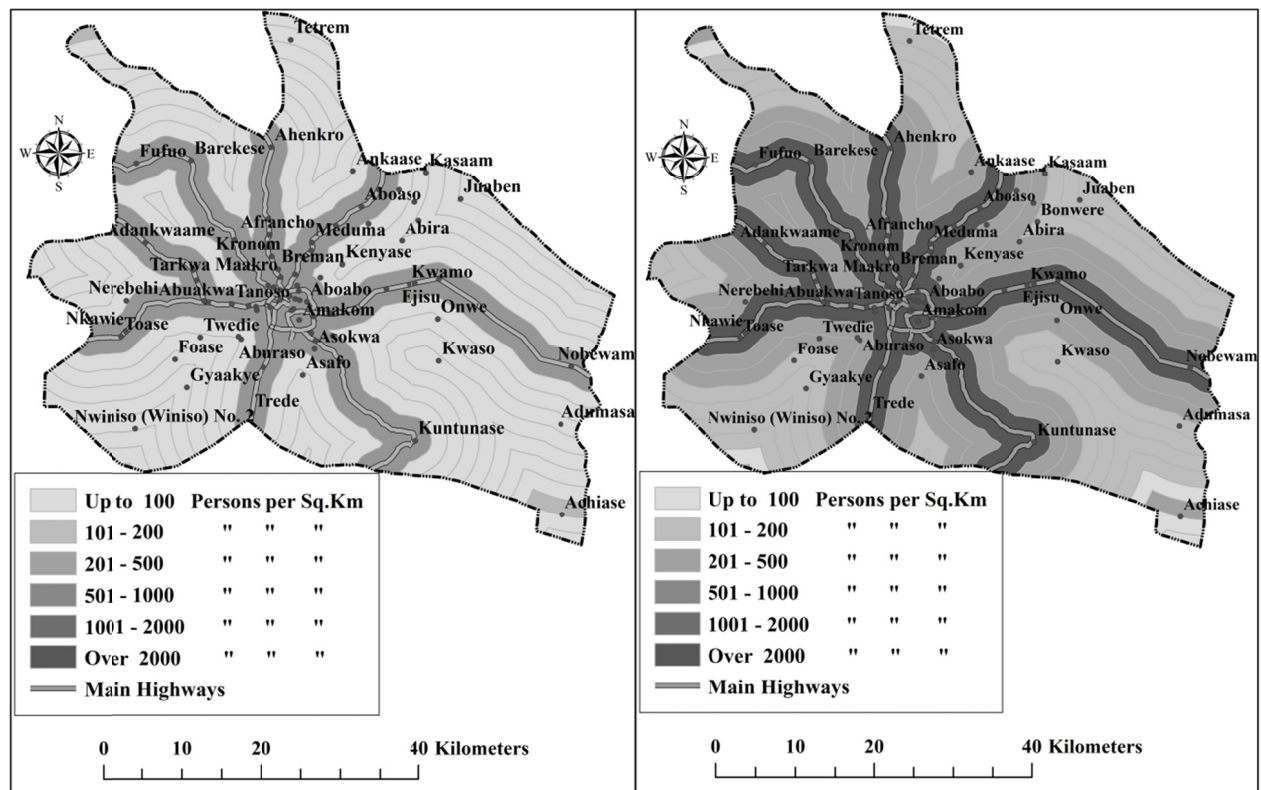 Tetrem
N
W E
S
Ahenkro
Fufuo Barekese
Ankaase Kasaam
Aboaso Juaben
Adankwaame Afrancho Meduma Abira
Kronom
Tarkwa Maakro Breman Kenyase
Kwamo
Nerebehi Abuakwa Tanoso Aboabo
Ejisu Onwe
Amakom
Nkawie Toase Twedie
Asokwa
Foase Aburaso Kwaso
Asafo Nobewam
Gyaakye
Trede
Nwiniso (Winiso) No. 2 Adumasa
Kuntunase
Achiase
Up to 100 Persons per Sq.Km
101 - 200 " " "
201 - 500 " " "
501 - 1000 " " "
1001 - 2000 " " "
Over 2000 " " "
Main Highways
0 10 20 40 Kilometers
Tetrem
N
W E
S
Ahenkro
Fufuo Barekese
Ankaase Kasaam
Aboaso Juaben
Bonwere
Adankwaame Afrancho Meduma Abira
Kronom
Tarkwa Maakro Breman Kenyase
Kwamo
Nerebehi Abuakwa Tanoso Aboabo
Ejisu Onwe
Amakom
Nkawie Toase Twedie
Asokwa
Foase Aburaso Kwaso
Asafo Nobewam
Gyaakye
Trede
Nwiniso (Winiso) No. 2 Adumasa
Kuntunase
Achiase
Up to 100 Persons per Sq.Km
101 - 200 " " "
201 - 500 " " "
501 - 1000 " " "
1001 - 2000 " " "
Over 2000 " " "
Main Highways
0 10 20 40 Kilometers